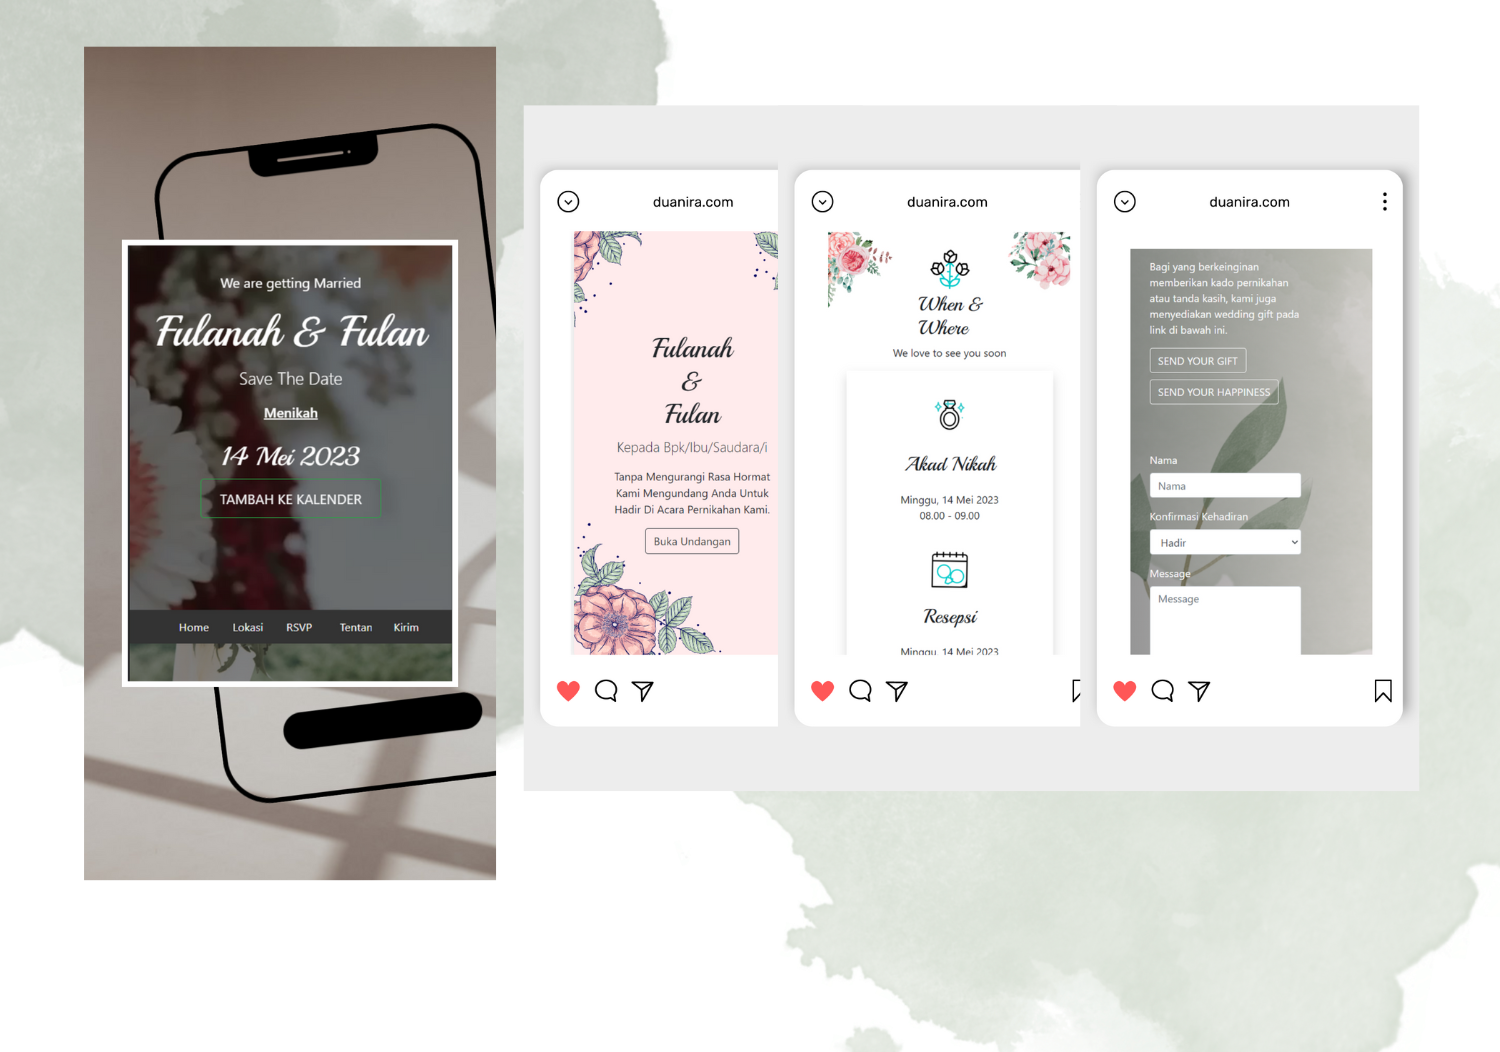 We are getting Married
Fulanah & Fulan
Save The Date
Menikah
14 Mei 2023
TAMBAH KE KALENDER
Home Lokasi RSVP Tentan Kirim
duanira.com
Fulanah
&
Fulan
Kepada Bpk/Ibu/Saudara/i
Tanpa Mengurangi Rasa Hormat
Kami Mengundang Anda Untuk
Hadir Di Acara Pernikahan Kami.
Buka Undangan
duanira.com
When &
Where
We love to see you soon
Akad Nikah
Minggu, 14 Mei 2023
08.00 - 09.00
Resepsi
Minggu, 14 Mei 2023
duanira.com
Bagi yang berkeinginan
memberikan kado pernikahan
atau tanda kasih, kami juga
menyediakan wedding gift pada
link di bawah ini.
SEND YOUR GIFT
SEND YOUR HAPPINESS
Nama
Nama
Konfirmasi Kehadiran
Hadir
Message
Message